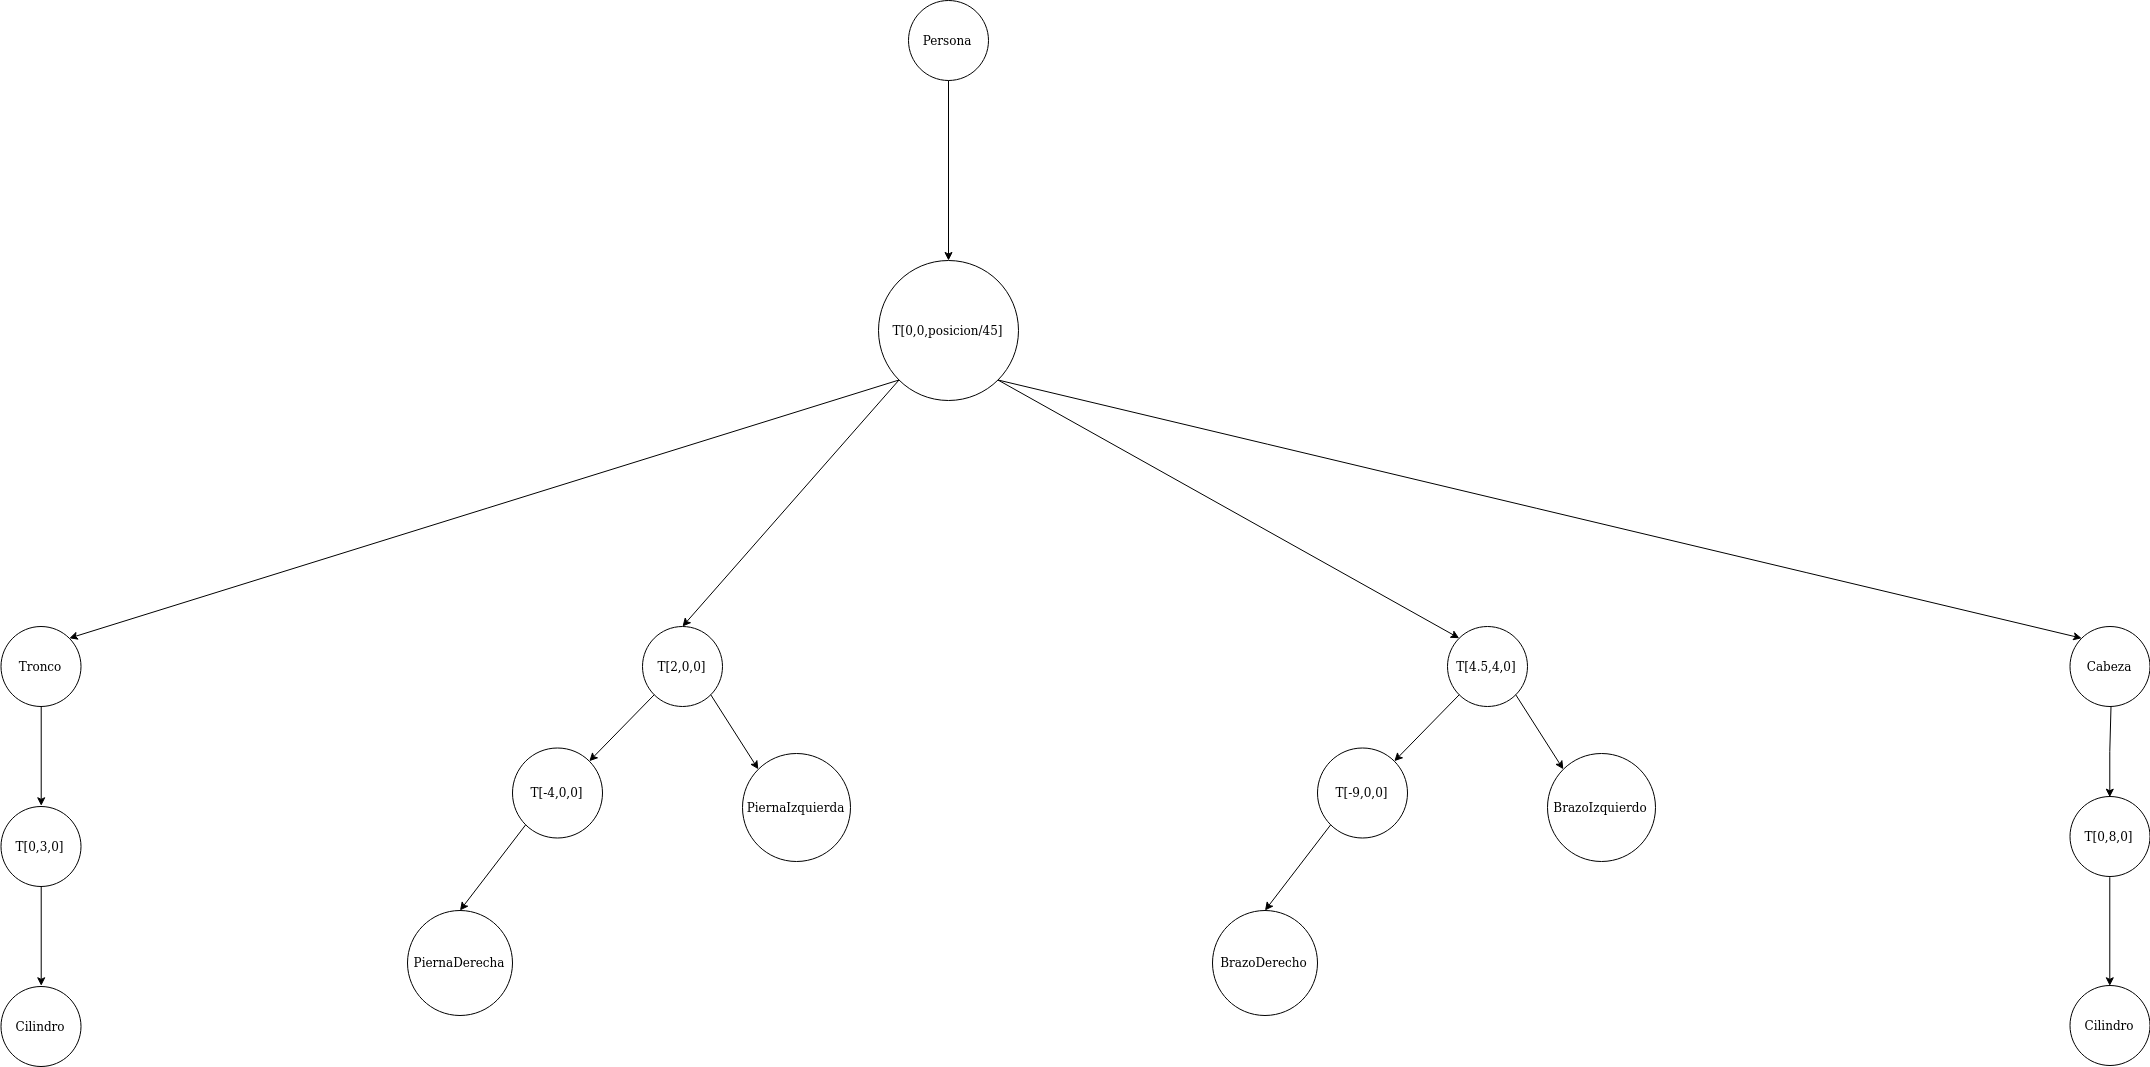 Persona
T[0,0,posicion/45]
Tronco
T[2,0,0]
T[4.5,4,0]
Cabeza
T[-4,0,0]
PiernaIzquierda
T[-9,0,0]
BrazoIzquierdo
T[0,3,0]
T[0,8,0]
PiernaDerecha
BrazoDerecho
Cilindro
Cilindro